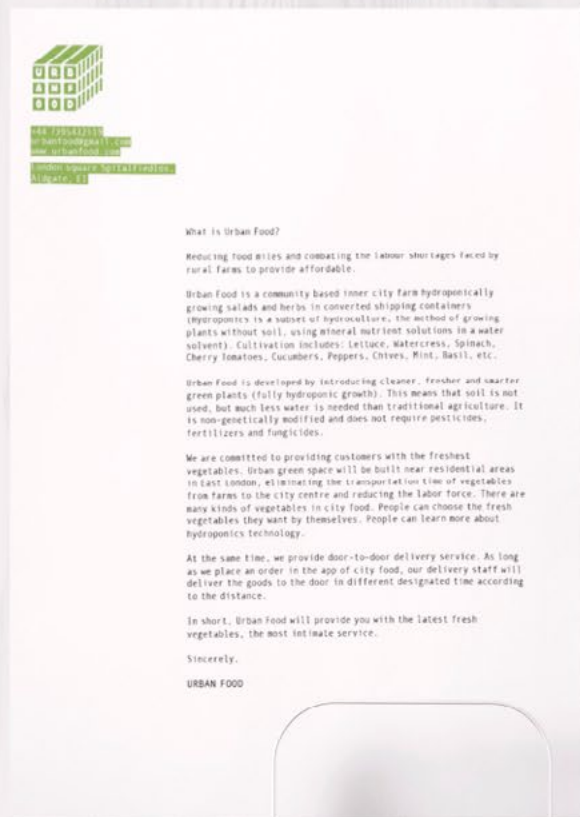 URB
AN F
OOD
+44 7395432119
urbanfood@gmail.com
www.urbanfood.com
London square Spitalfiedlos,
Aldgate, E1
What is Urban Food?
Reducing food miles and combating the labour shortages faced by
rural farms to provide affordable.
Urban Food is a community based inner city farm hydroponically
growing salads and herbs in converted shipping containers
(Hydroponics is a subset of hydroculture, the method of growing
plants without soil, using mineral nutrient solutions in a water
solvent). Cultivation includes: Lettuce, Watercress, Spinach,
Cherry Tomatoes, Cucumbers, Peppers, Chives, Mint, Basil, etc.
Urban Food is developed by introducing cleaner, fresher and smarter
green plants (fully hydroponic growth). This means that soil is not
used, but much less water is needed than traditional agriculture. It
is non-genetically modified and does not require pesticides,
fertilizers and fungicides.
We are committed to providing customers with the freshest
vegetables. Urban green space will be built near residential areas
in East London, eliminating the transportation time of vegetables
from farms to the city centre and reducing the labor force. There are
many kinds of vegetables in city food. People can choose the fresh
vegetables they want by themselves. People can learn more about
hydroponics technology.
At the same time, we provide door-to-door delivery service. As long
as we place an order in the app of city food, our delivery staff will
deliver the goods to the door in different designated time according
to the distance.
In short, Urban Food will provide you with the latest fresh
vegetables, the most intimate service.
Sincerely.
URBAN FOOD